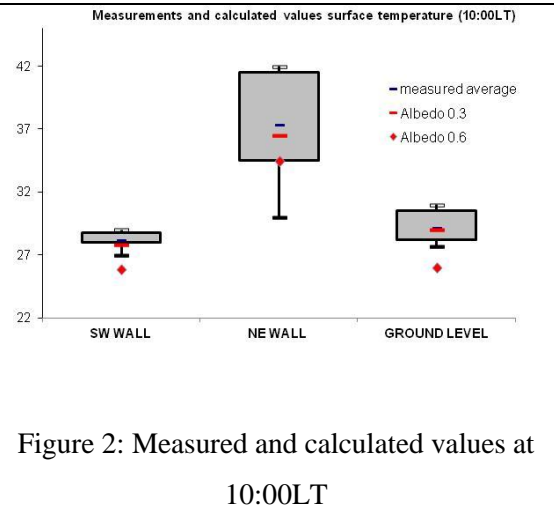 Measurements and calculated values surface temperature (10:00LT)
42
37
32
27
22
measured average
Albedo 0.3
Albedo 0.6
SW WALL
NE WALL
GROUND LEVEL
Figure 2: Measured and calculated values at
10:00LT